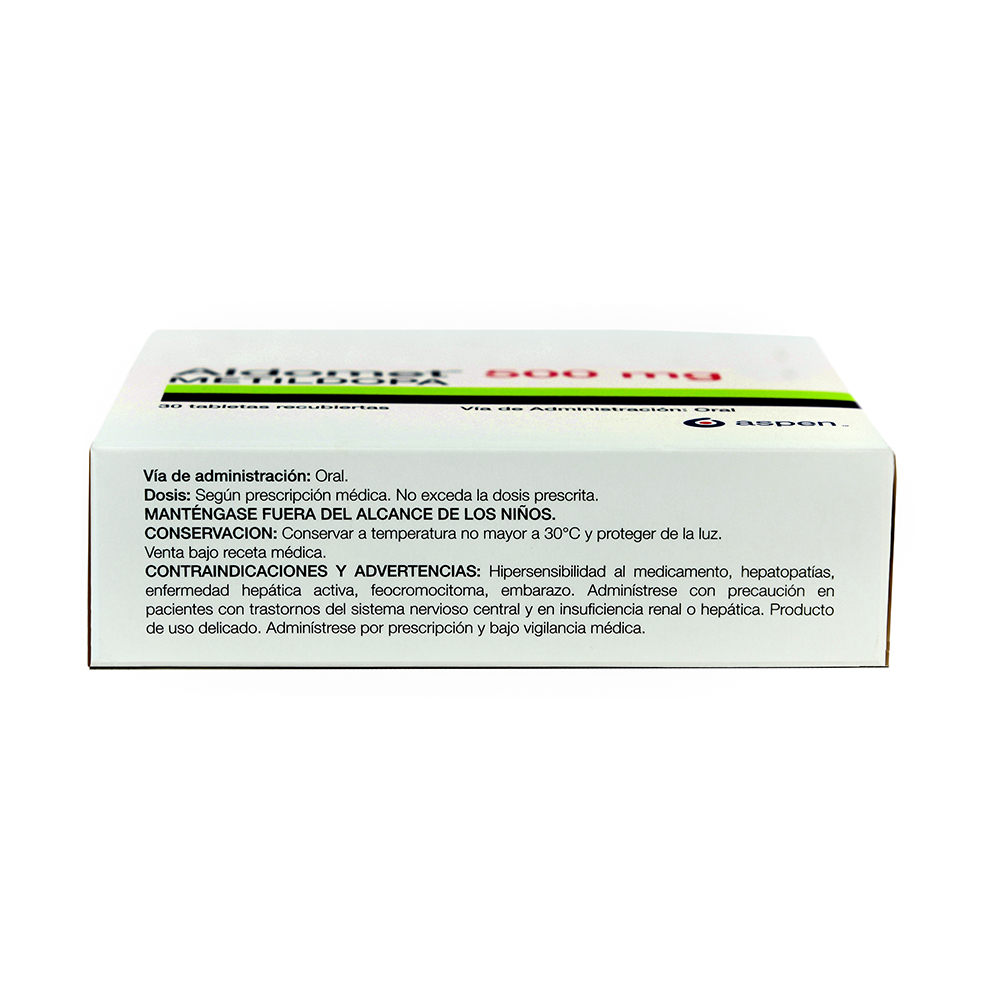 Aldomet® 500 mg
METILDOPA
30 tabletas recubiertas Vía de Administración: Oral
aspen
Vía de administración: Oral.
Dosis: Según prescripción médica. No exceda la dosis prescrita.
MANTÉNGASE FUERA DEL ALCANCE DE LOS NIÑOS.
CONSERVACION: Conservar a temperatura no mayor a 30°C y proteger de la luz.
Venta bajo receta médica.
CONTRAINDICACIONES Y ADVERTENCIAS: Hipersensibilidad al medicamento, hepatopatías,
enfermedad hepática activa, feocromocitoma, embarazo. Adminístrese con precaución en
pacientes con trastornos del sistema nervioso central y en insuficiencia renal o hepática. Producto
de uso delicado. Adminístrese por prescripción y bajo vigilancia médica.